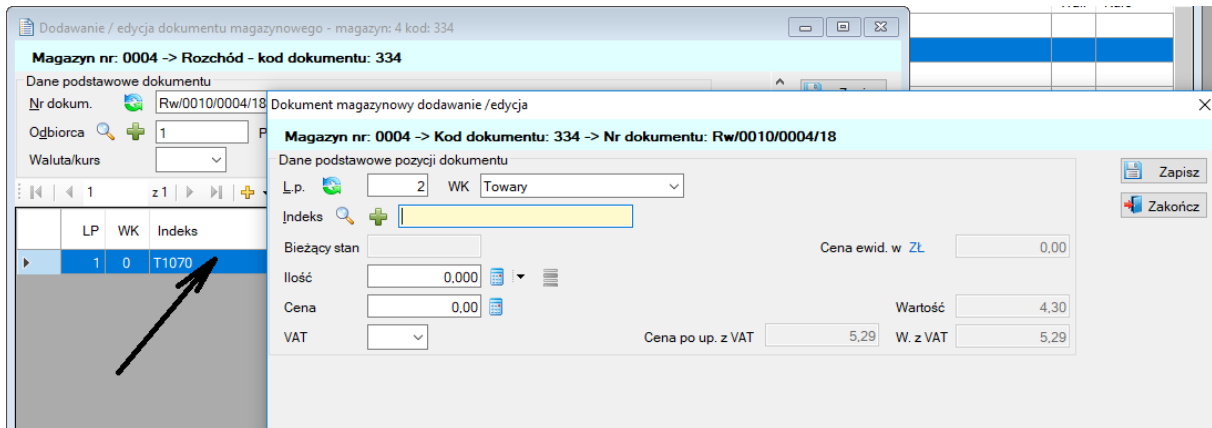 Dodawanie / edycja dokumentu magazynowego - magazyn: 4 kod: 334
Magazyn nr: 0004 -> Rozchód - kod dokumentu: 334
Dane podstawowe dokumentu
Nr dokum. Rw/0010/0004/18
Odbiorca 1 P
Waluta/kurs
1 z 1
LP WK Indeks
1 0 T1070
Dokument magazynowy dodawanie /edycja
Magazyn nr: 0004 -> Kod dokumentu: 334 -> Nr dokumentu: Rw/0010/0004/18
Dane podstawowe pozycji dokumentu
L.p. 2 WK Towary
Zapisz
Indeks
Zakończ
Bieżący stan Cena ewid. w ZŁ 0,00
Ilość 0,000
Cena 0,00 Wartość 4,30
VAT Cena po up. z VAT 5,29 W. z VAT 5,29